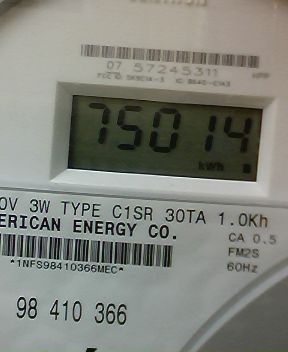 07 57245311
75014
kWh
0V 3W TYPE C1SR 30TA 1.0Kh
ERICAN ENERGY CO.
CA 0.5
FM2S
*1NFS98410366MEC*
60Hz
98 410 366